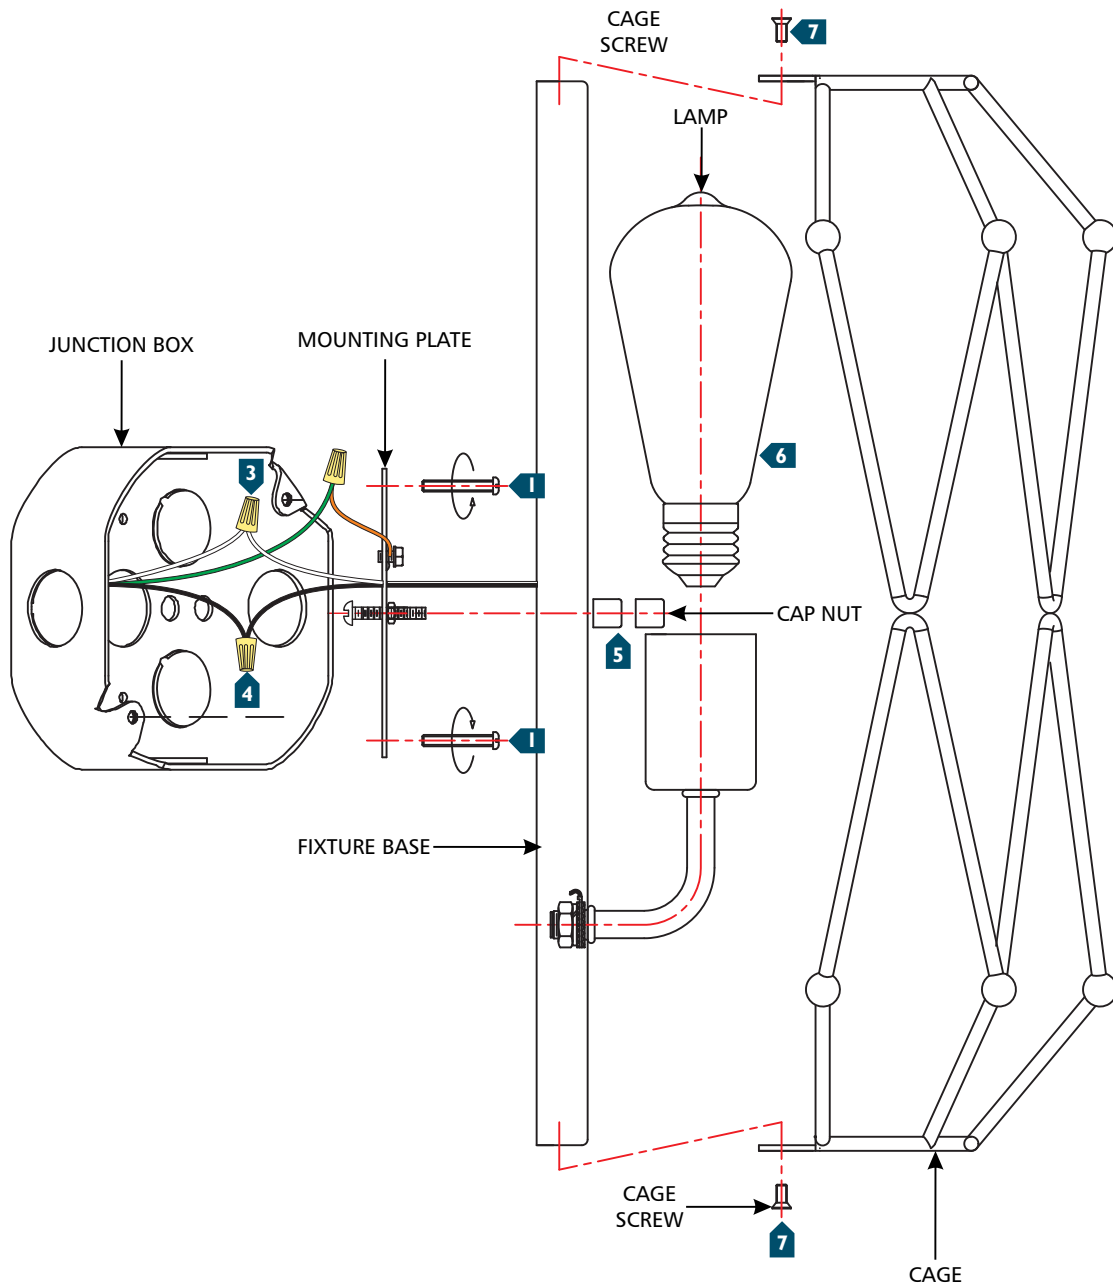 CAGE
SCREW
7
LAMP
JUNCTION BOX
MOUNTING PLATE
6
3
1
CAP NUT
5
4
1
FIXTURE BASE
CAGE
SCREW
7
CAGE